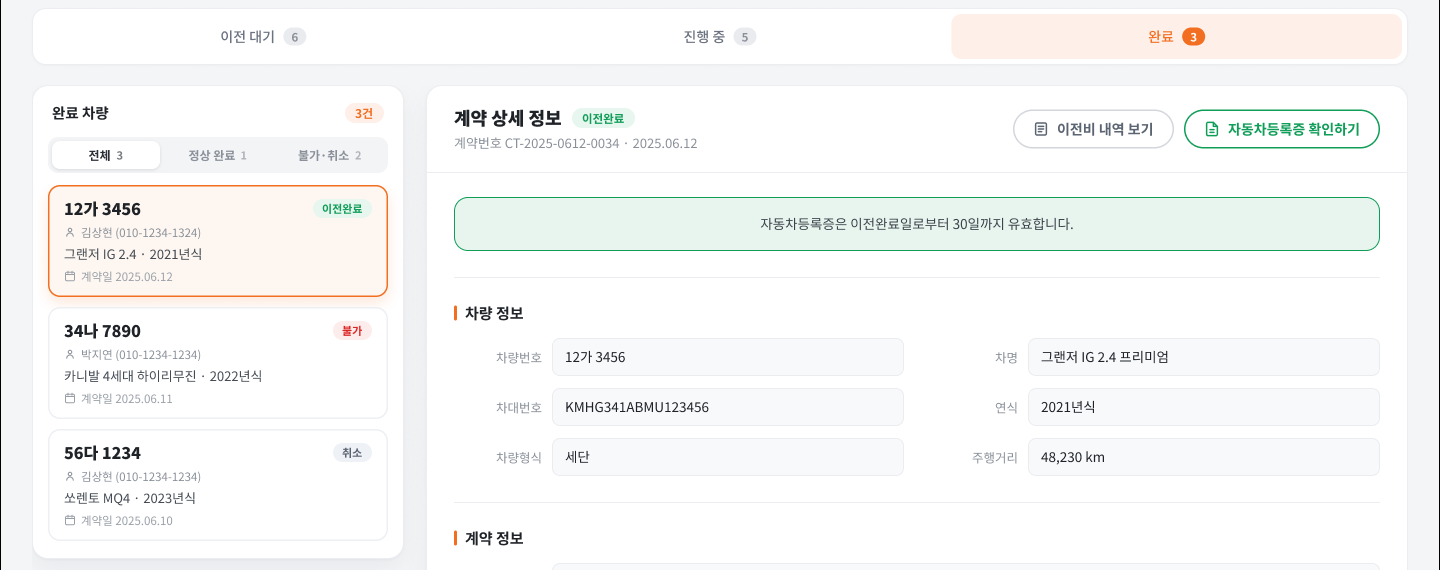 이전 대기 6
진행 중 5
완료 3
완료 차량 3건
전체 3 정상 완료 1 불가·취소 2
12가 3456 이전완료
김상현 (010-1234-1324)
그랜저 IG 2.4 · 2021년식
계약일 2025.06.12
34나 7890 불가
박지연 (010-1234-1234)
카니발 4세대 하이리무진 · 2022년식
계약일 2025.06.11
56다 1234 취소
김상현 (010-1234-1234)
쏘렌토 MQ4 · 2023년식
계약일 2025.06.10
계약 상세 정보 이전완료
계약번호 CT-2025-0612-0034 · 2025.06.12
이전비 내역 보기
자동차등록증 확인하기
자동차등록증은 이전완료일로부터 30일까지 유효합니다.
차량 정보
차량번호 12가 3456 차명 그랜저 IG 2.4 프리미엄
차대번호 KMHG341ABMU123456 연식 2021년식
차량형식 세단 주행거리 48,230 km
계약 정보